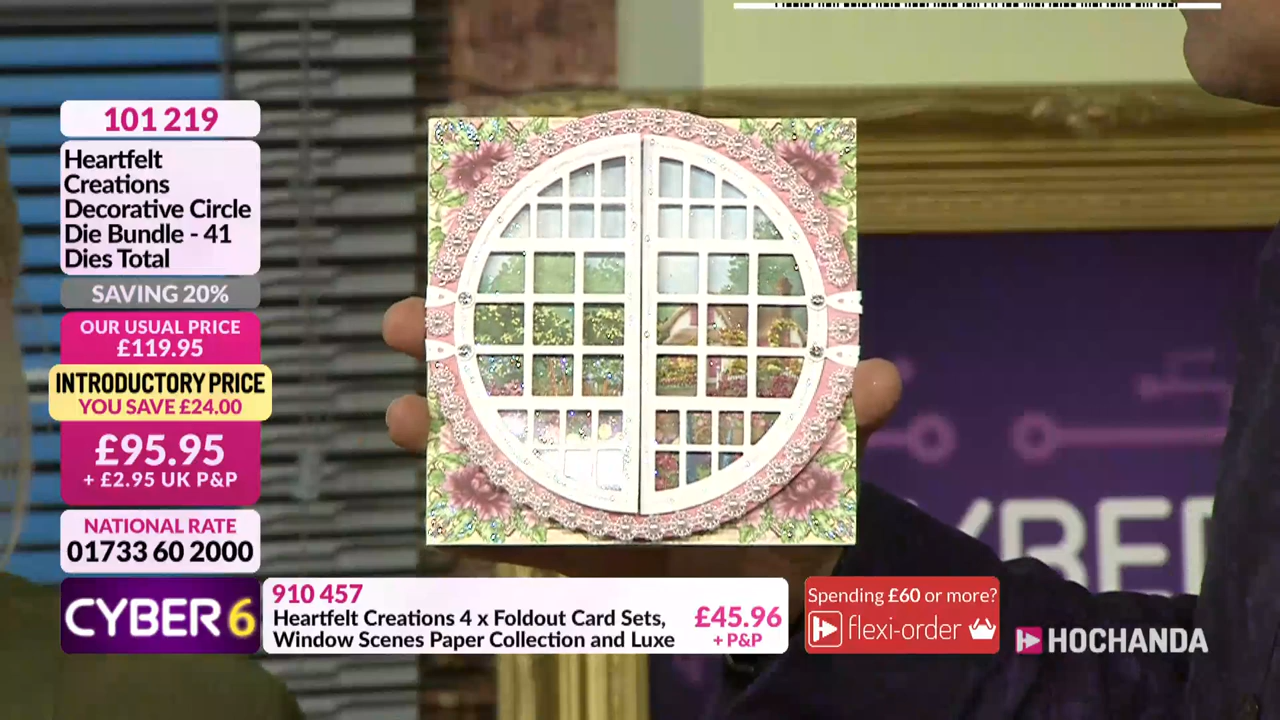 101 219
Heartfelt
Creations
Decorative Circle
Die Bundle - 41
Dies Total
SAVING 20%
OUR USUAL PRICE
£119.95
INTRODUCTORY PRICE
YOU SAVE £24.00
£95.95
+ £2.95 UK P&P
NATIONAL RATE
01733 60 2000
CYBER 6
910 457
Heartfelt Creations 4 x Foldout Card Sets,
Window Scenes Paper Collection and Luxe
£45.96
+ P&P
Spending £60 or more?
flexi-order
HOCHANDA